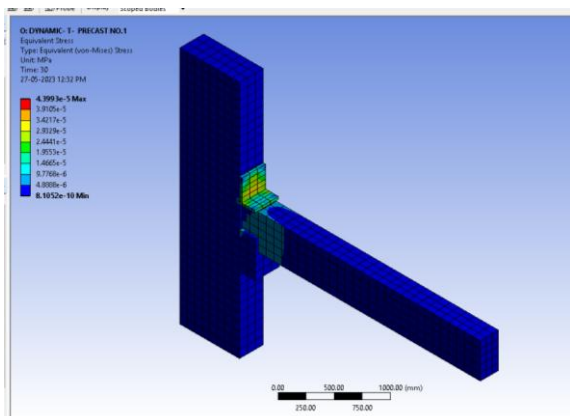 Scoped Bodies
O: DYNAMIC- T- PRECAST NO.1
Equivalent Stress
Type: Equivalent (von-Mises) Stress
Unit: MPa
Time: 50
27-05-2023 12:32 PM
4.3993e-5 Max
3.9105e-5
3.4217e-5
2.9329e-5
2.4441e-5
1.9553e-5
1.4665e-5
9.7768e-6
4.8888e-6
8.1052e-10 Min
0.00 500.00 1000.00 (mm)
250.00 750.00